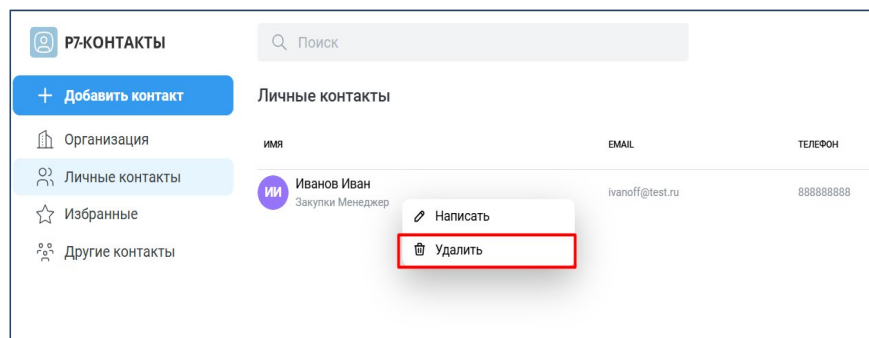 Р7-КОНТАКТЫ
Поиск
Добавить контакт
Личные контакты
Организация
ИМЯ
EMAIL
ТЕЛЕФОН
Личные контакты
ИИ
Иванов Иван
Закупки Менеджер
ivanoff@test.ru
888888888
Избранные
Написать
Другие контакты
Удалить